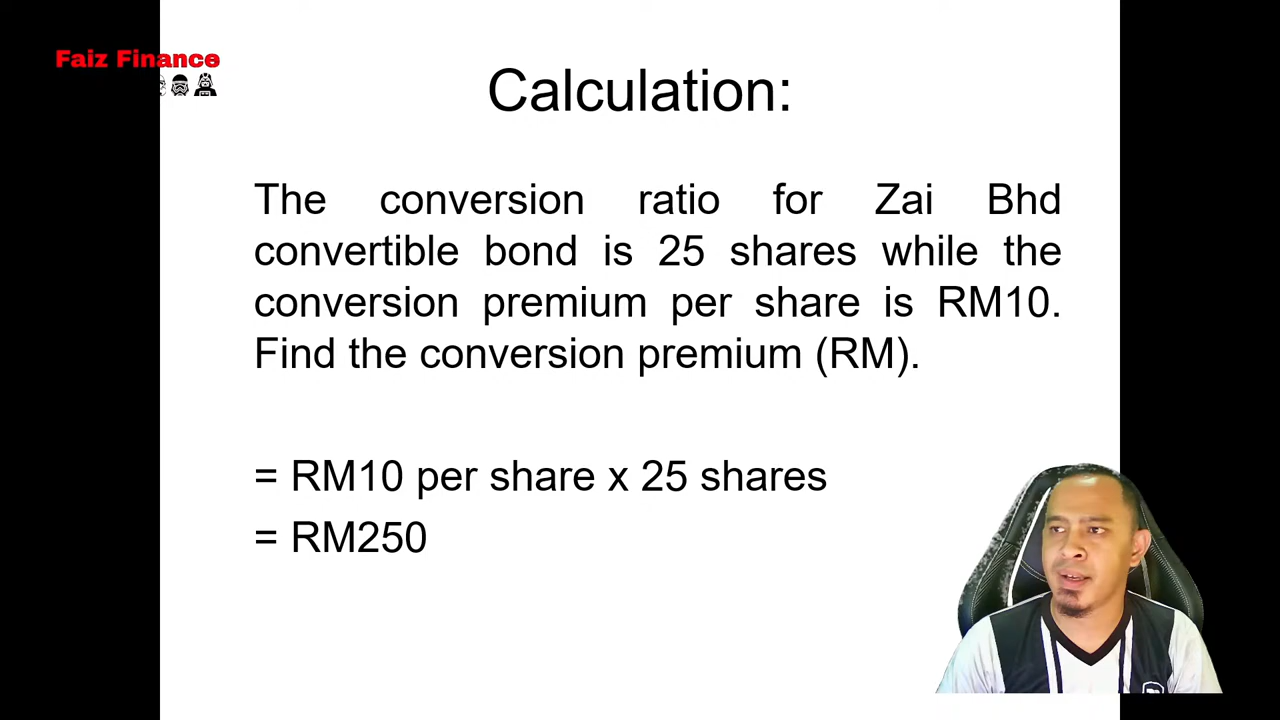 Faiz Finance
Calculation:
The conversion ratio for Zai Bhd
convertible bond is 25 shares while the
conversion premium per share is RM10.
Find the conversion premium (RM).
= RM10 per share x 25 shares
= RM250